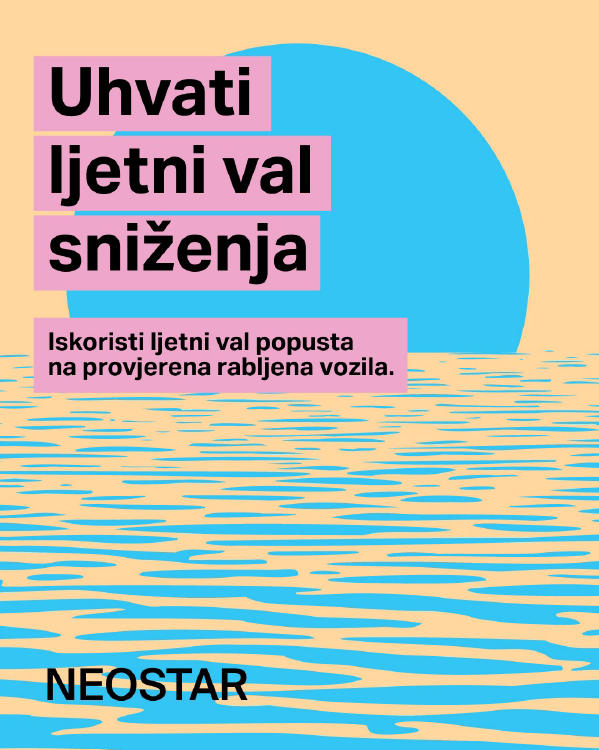 Uhvati
ljetni val
sniženja
Iskoristi ljetni val popusta
na provjerena rabljena vozila.
NEOSTAR